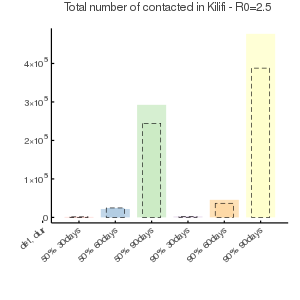 Total number of contacted in Kilifi - R0=2.5
4×10⁵
3×10⁵
2×10⁵
1×10⁵
0
det, dur
50% 30days
50% 60days
50% 90days
90% 30days
90% 60days
90% 90days